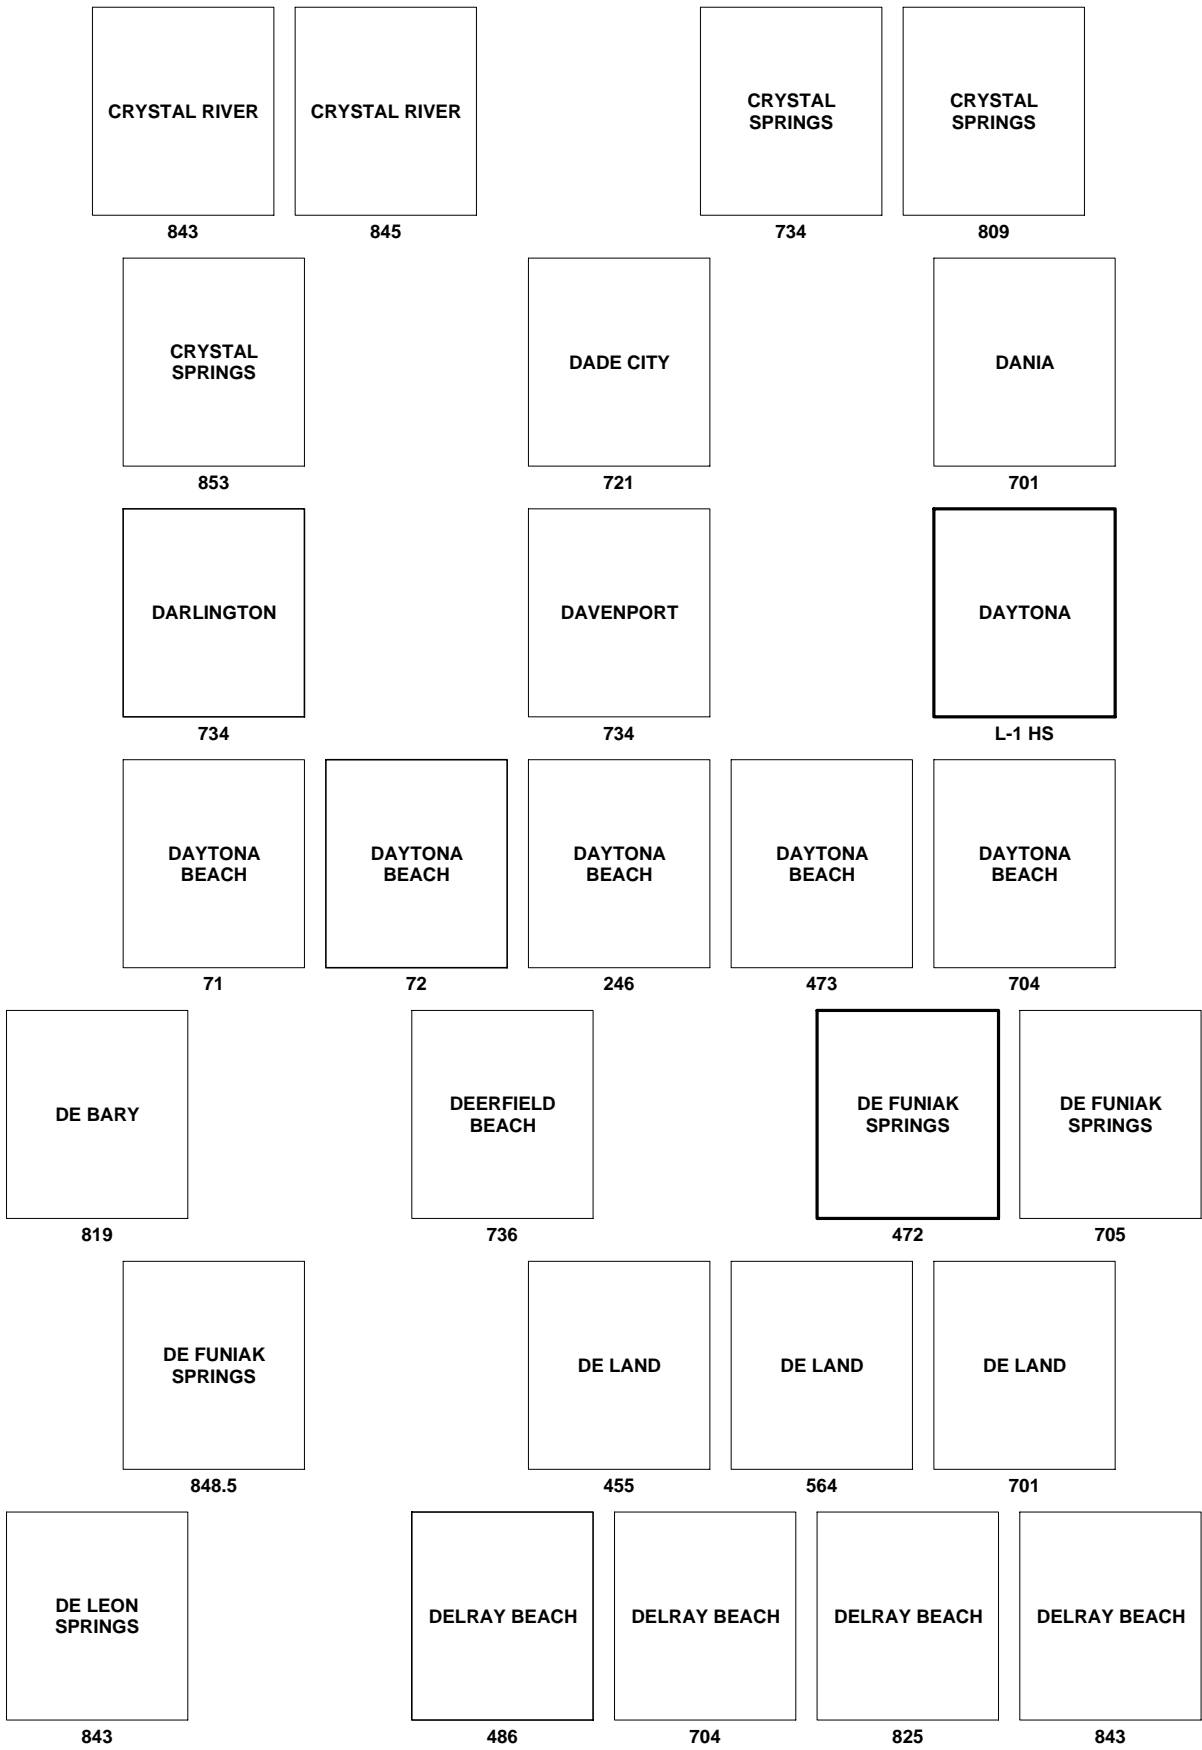 CRYSTAL RIVER
843
CRYSTAL RIVER
845
CRYSTAL
SPRINGS
734
CRYSTAL
SPRINGS
809
CRYSTAL
SPRINGS
853
DADE CITY
721
DANIA
701
DARLINGTON
734
DAVENPORT
734
DAYTONA
L-1 HS
DAYTONA
BEACH
71
DAYTONA
BEACH
72
DAYTONA
BEACH
246
DAYTONA
BEACH
473
DAYTONA
BEACH
704
DE BARY
819
DEERFIELD
BEACH
736
DE FUNIAK
SPRINGS
472
DE FUNIAK
SPRINGS
705
DE FUNIAK
SPRINGS
848.5
DE LAND
455
DE LAND
564
DE LAND
701
DE LEON
SPRINGS
843
DELRAY BEACH
486
DELRAY BEACH
704
DELRAY BEACH
825
DELRAY BEACH
843